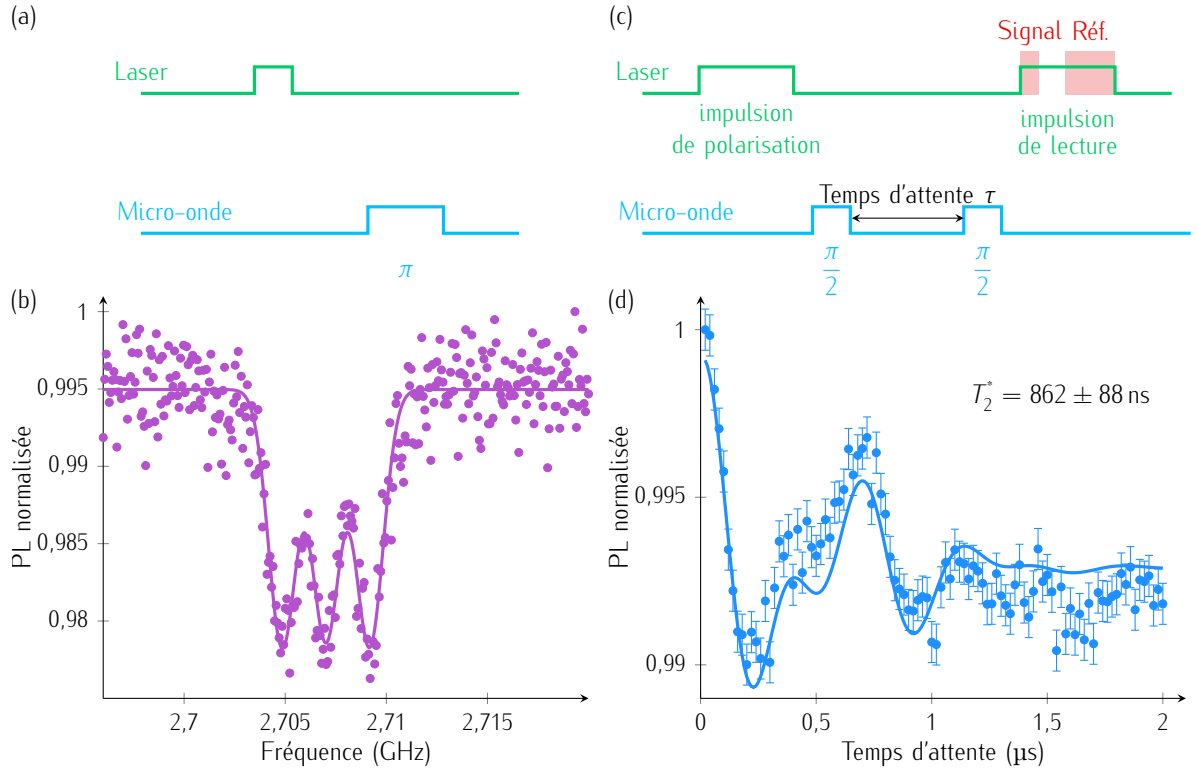 (a)
Laser
Micro-onde
π
(b)
PL normalisée
1
0,995
0,99
0,985
0,98
2,7
2,705
2,71
2,715
Fréquence (GHz)
(c)
Signal Réf.
Laser
impulsion
de polarisation
impulsion
de lecture
Temps d'attente τ
Micro-onde
π
2
π
2
(d)
PL normalisée
1
0,995
0,99
T₂* = 862 ± 88 ns
0
0,5
1
1,5
2
Temps d'attente (µs)